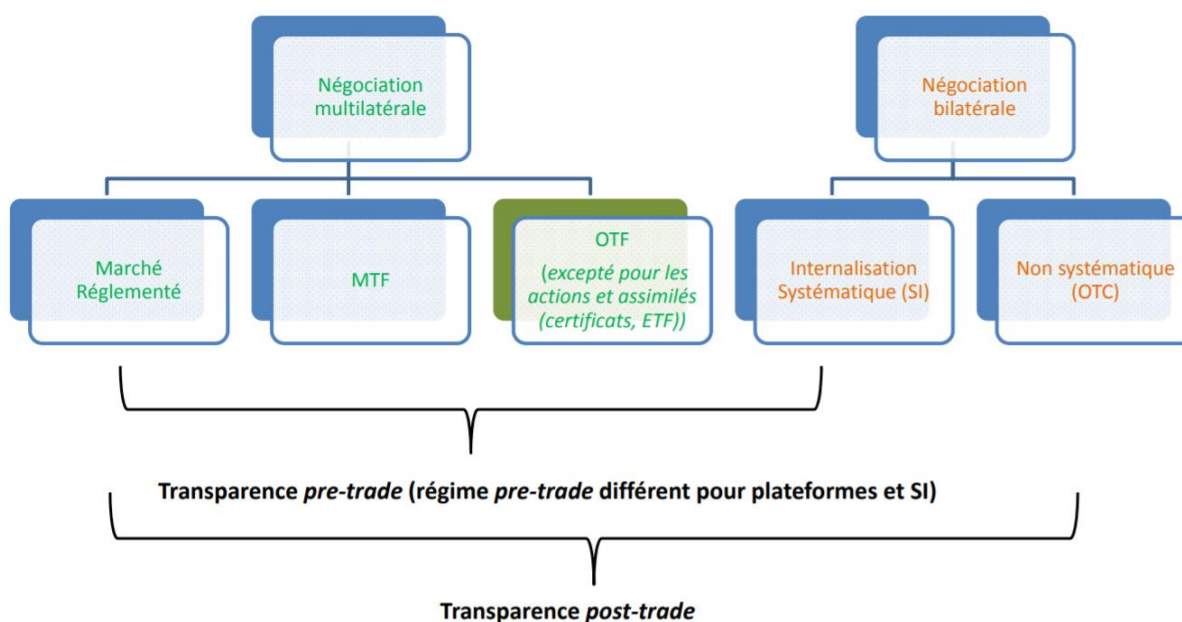 Négociation
multilatérale
Négociation
bilatérale
Marché
Réglementé
MTF
OTF
(excepté pour les
actions et assimilés
(certificats, ETF))
Internalisation
Systématique (SI)
Non systématique
(OTC)
Transparence pre-trade (régime pre-trade différent pour plateformes et SI)
Transparence post-trade